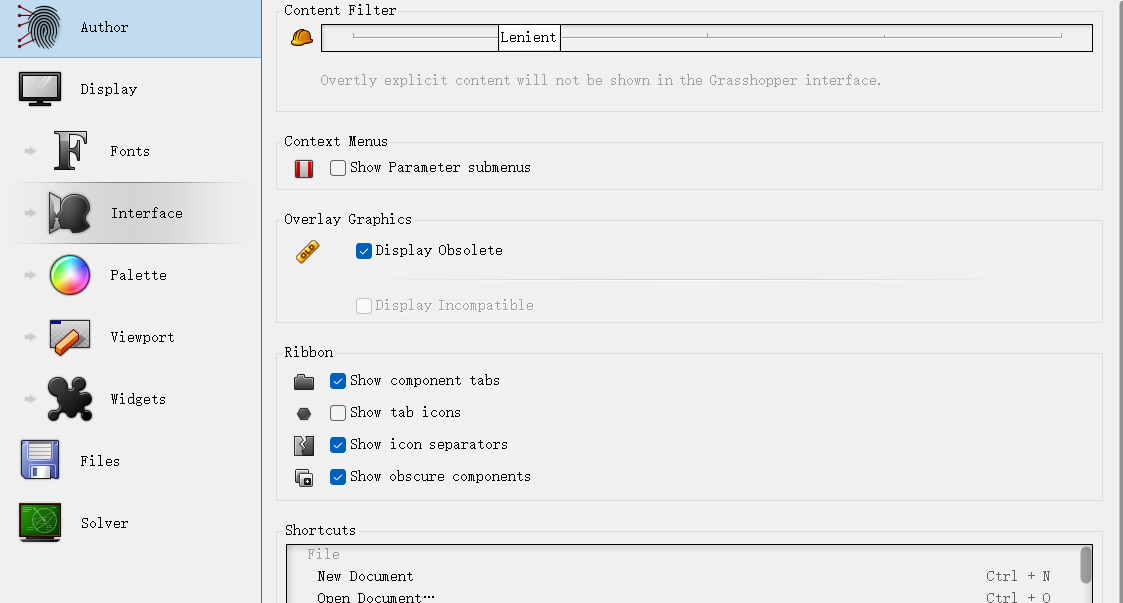 Author
Display
Fonts
Interface
Palette
Viewport
Widgets
Files
Solver
Content Filter
Lenient
Overtly explicit content will not be shown in the Grasshopper interface.
Context Menus
Show Parameter submenus
Overlay Graphics
OLD
Display Obsolete
Display Incompatible
Ribbon
Show component tabs
Show tab icons
Show icon separators
Show obscure components
Shortcuts
File
New Document Ctrl + N
Open Document… Ctrl + O